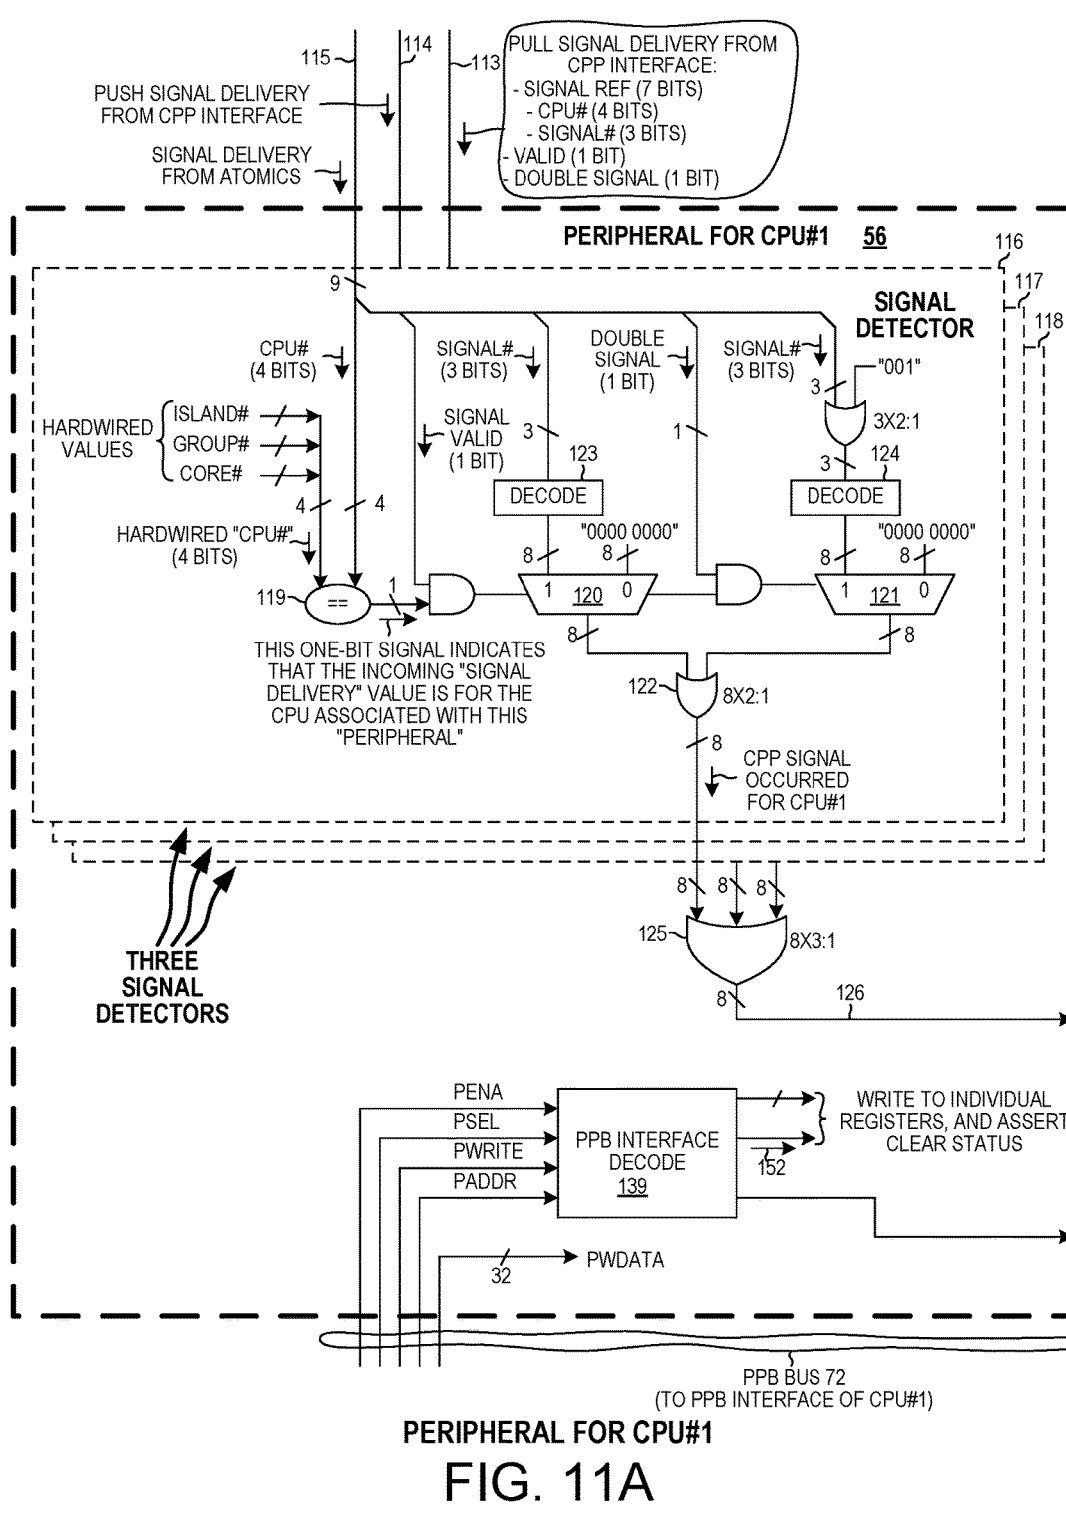 115
114
113
PULL SIGNAL DELIVERY FROM
CPP INTERFACE:
- SIGNAL REF (7 BITS)
- CPU# (4 BITS)
- SIGNAL# (3 BITS)
- VALID (1 BIT)
- DOUBLE SIGNAL (1 BIT)
PUSH SIGNAL DELIVERY
FROM CPP INTERFACE
SIGNAL DELIVERY
FROM ATOMICS
PERIPHERAL FOR CPU#1 56
116
117
118
9
SIGNAL
DETECTOR
CPU#
(4 BITS)
SIGNAL#
(3 BITS)
DOUBLE
SIGNAL
(1 BIT)
SIGNAL#
(3 BITS)
"001"
3
3X2:1
HARDWIRED
VALUES
ISLAND#
GROUP#
CORE#
SIGNAL
VALID
(1 BIT)
3
1
3
123
124
DECODE
DECODE
4
4
HARDWIRED "CPU#"
(4 BITS)
"0000 0000"
"0000 0000"
8
8
8
8
119
==
1
1
120
0
1
121
0
THIS ONE-BIT SIGNAL INDICATES
THAT THE INCOMING "SIGNAL
DELIVERY" VALUE IS FOR THE
CPU ASSOCIATED WITH THIS
"PERIPHERAL"
8
8
122
8X2:1
8
CPP SIGNAL
OCCURRED
FOR CPU#1
8
8
8
125
8X3:1
8
126
THREE
SIGNAL
DETECTORS
PENA
PSEL
PWRITE
PADDR
PPB INTERFACE
DECODE
139
WRITE TO INDIVIDUAL
REGISTERS, AND ASSERT
CLEAR STATUS
152
32
PWDATA
PPB BUS 72
(TO PPB INTERFACE OF CPU#1)
PERIPHERAL FOR CPU#1
FIG. 11A